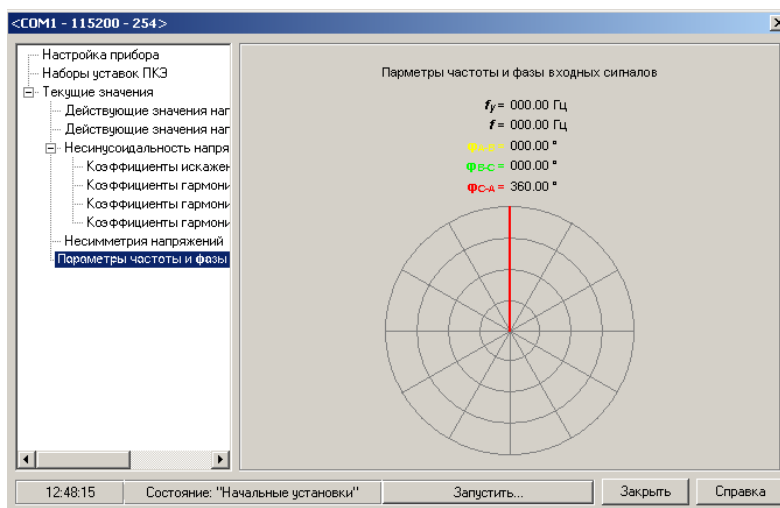 <COM1 - 115200 - 254>
Настройка прибора
Наборы уставок ПКЭ
Текущие значения
Действующие значения наг
Действующие значения наг
Несинусоидальность напря
Коэффициенты искажен
Коэффициенты гармони
Коэффициенты гармони
Коэффициенты гармони
Несимметрия напряжений
Параметры частоты и фазы
Парметры частоты и фазы входных сигналов
fу = 000.00 Гц
f = 000.00 Гц
φA-B = 000.00 °
φB-C = 000.00 °
φC-A = 360.00 °
12:48:15
Состояние: "Начальные установки"
Запустить...
Закрыть
Справка